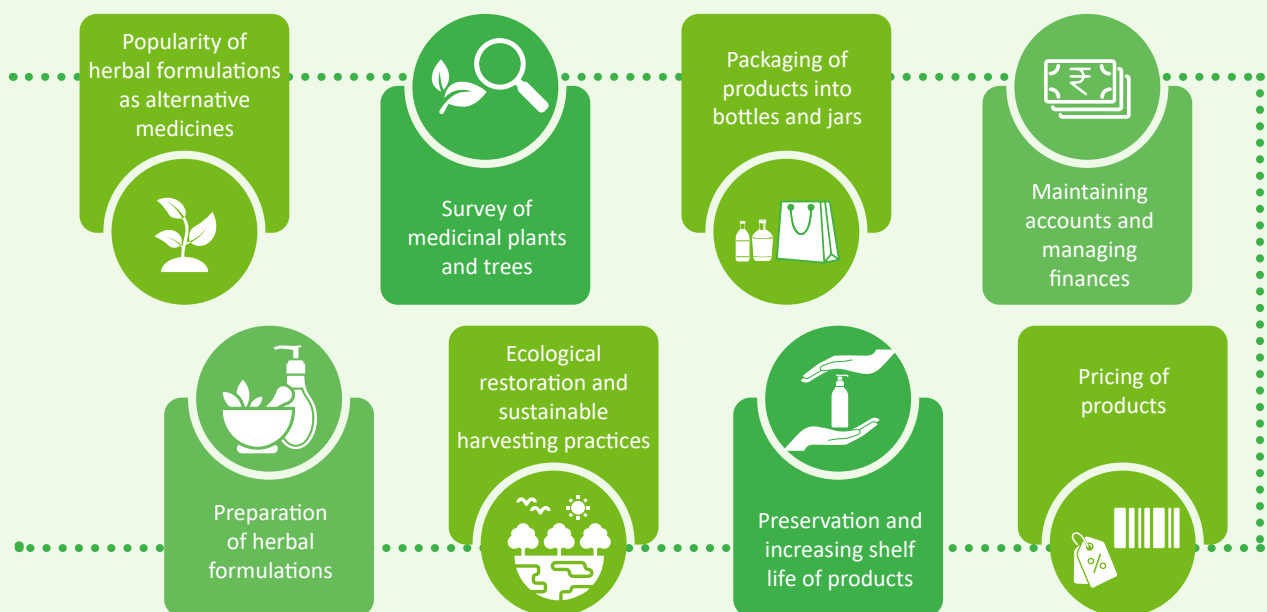 Popularity of
herbal formulations
as alternative
medicines
Survey of
medicinal plants
and trees
Packaging of
products into
bottles and jars
₹
Maintaining
accounts and
managing
finances
Preparation
of herbal
formulations
Ecological
restoration and
sustainable
harvesting practices
Preservation and
increasing shelf
life of products
Pricing of
products
%